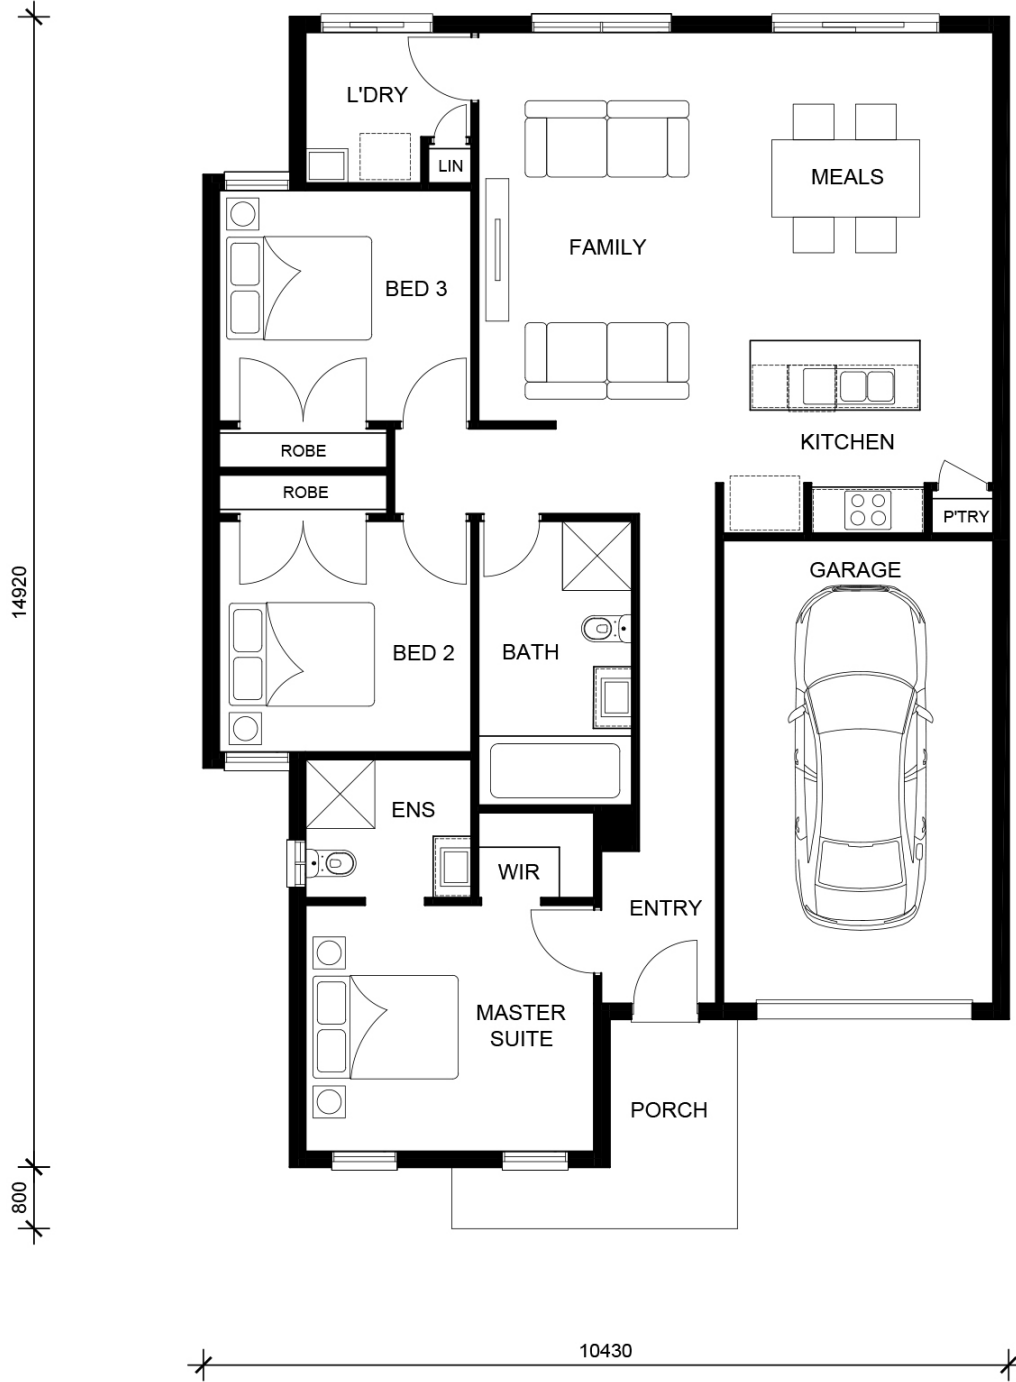 L'DRY
LIN
MEALS
FAMILY
BED 3
KITCHEN
ROBE
ROBE
P'TRY
GARAGE
14920
BED 2
BATH
ENS
WIR
ENTRY
MASTER
SUITE
PORCH
800
10430